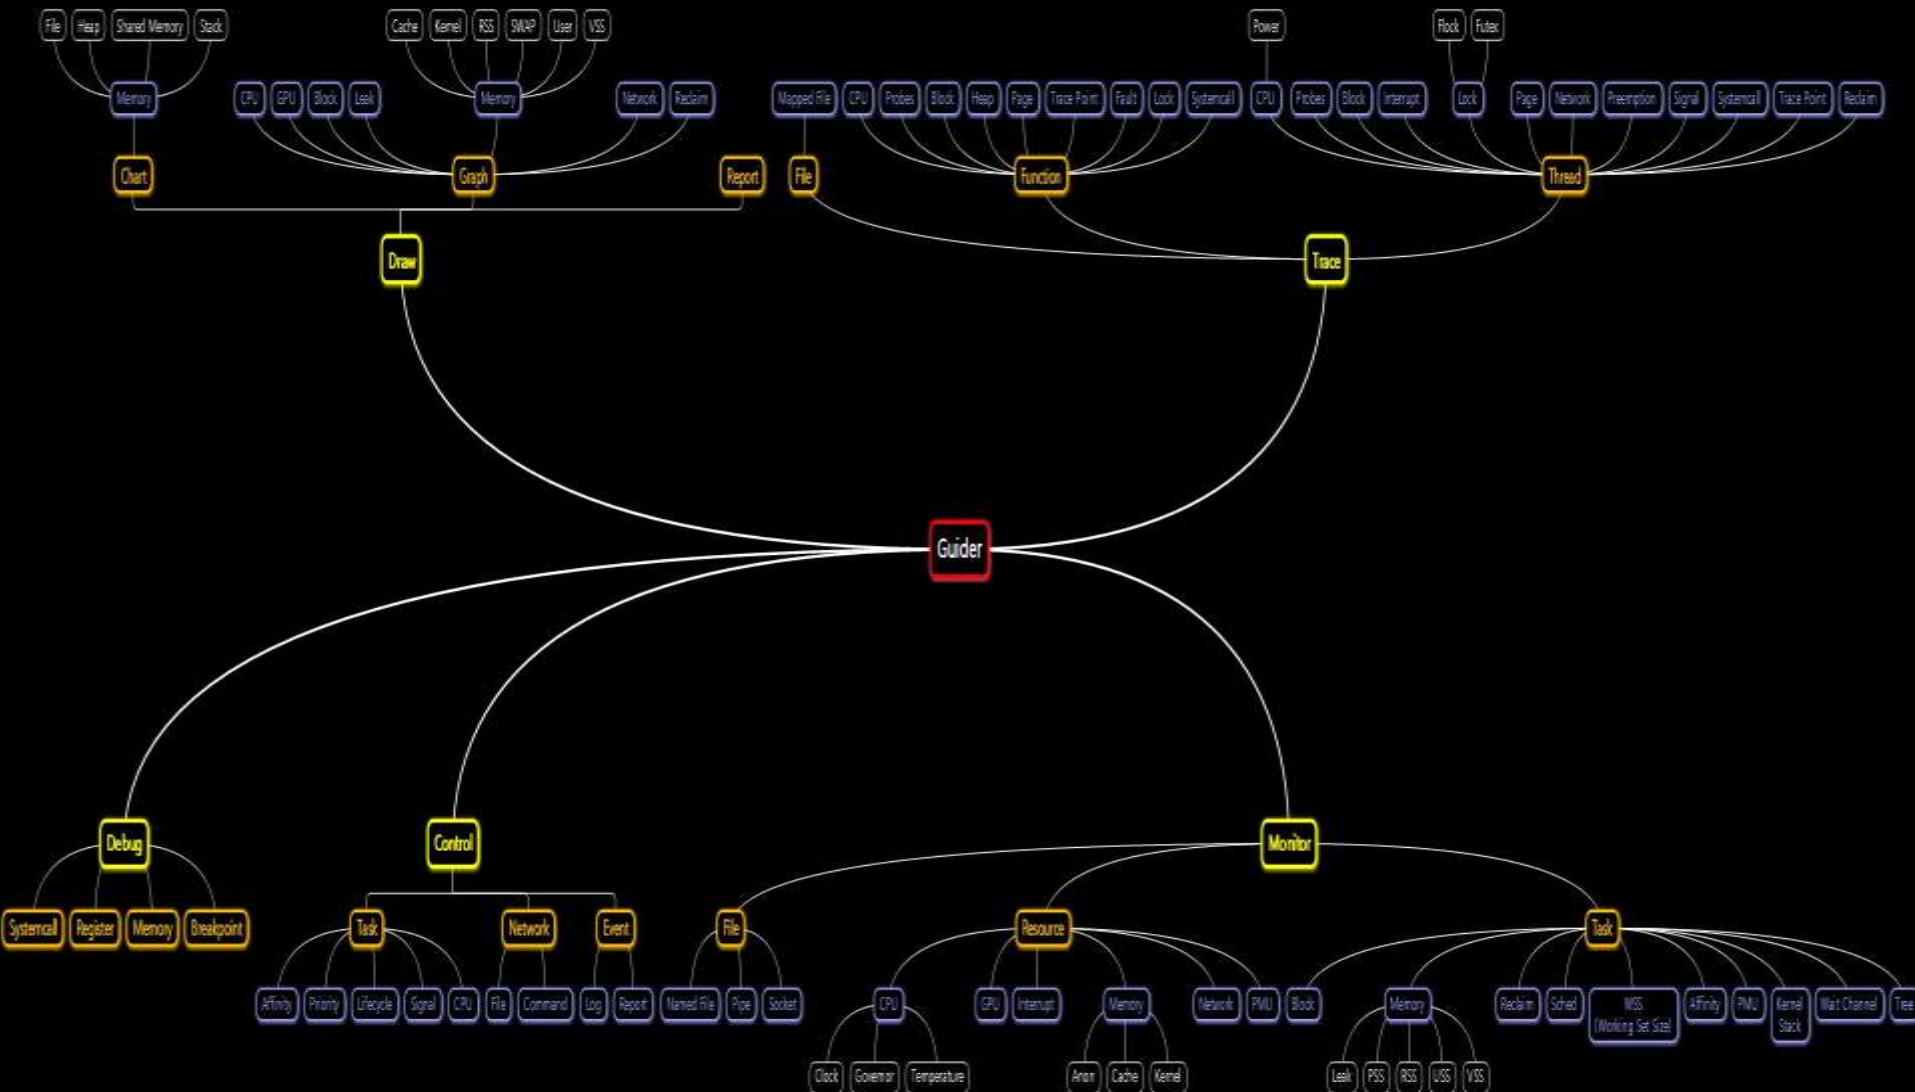 File Heap Shared Memory Stack Cache Kernel RSS SWAP User VSS Power Flock Futex
Memory CPU GPU Block Leak Memory Network Reclaim Mapped File CPU Probes Block Heap Page Trace Point Fault Lock Systemcall CPU Probes Block Interrupt Lock Page Network Preemption Signal Systemcall Trace Point Reclaim
Chart Graph Report File Function Thread
Draw Trace
Guider
Debug Control Monitor
Systemcall Register Memory Breakpoint Task Network Event File Resource Task
Affinity Priority Lifecycle Signal CPU File Command Log Report Named File Pipe Socket CPU GPU Interrupt Memory Network PMU Block Memory Reclaim Sched WSS Affinity PMU Kernel Wait Channel Tree
(Working Set Size) Stack
Clock Governor Temperature Anon Cache Kernel Leak PSS RSS USS VSS